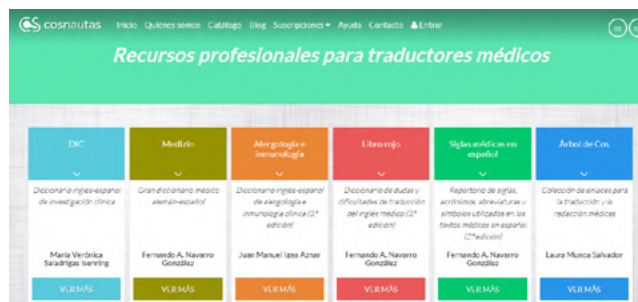 cosnautas Inicio Quiénes somos Catálogo Blog Suscripciones Ayuda Contacto Entrar
Recursos profesionales para traductores médicos
DIC
Diccionario inglés-español
de investigación clínica
María Verónica
Saladrigas Isenring
VER MÁS
Medizin
Gran diccionario médico
alemán-español
Fernando A. Navarro
González
VER MÁS
Alergología e
inmunología
Diccionario inglés-español
de alergología e
inmunología clínica (2.ª
edición)
Juan Manuel Igea Aznar
VER MÁS
Libro rojo
Diccionario de dudas y
dificultades de traducción
del inglés médico (3.ª
edición)
Fernando A. Navarro
González
VER MÁS
Siglas médicas en
español
Repertorio de siglas,
acrónimos, abreviaturas y
símbolos utilizados en los
textos médicos en español
(2.ª edición)
Fernando A. Navarro
González
VER MÁS
Árbol de Cos
Colección de enlaces para
la traducción y la
redacción médicas
Laura Munoa Salvador
VER MÁS